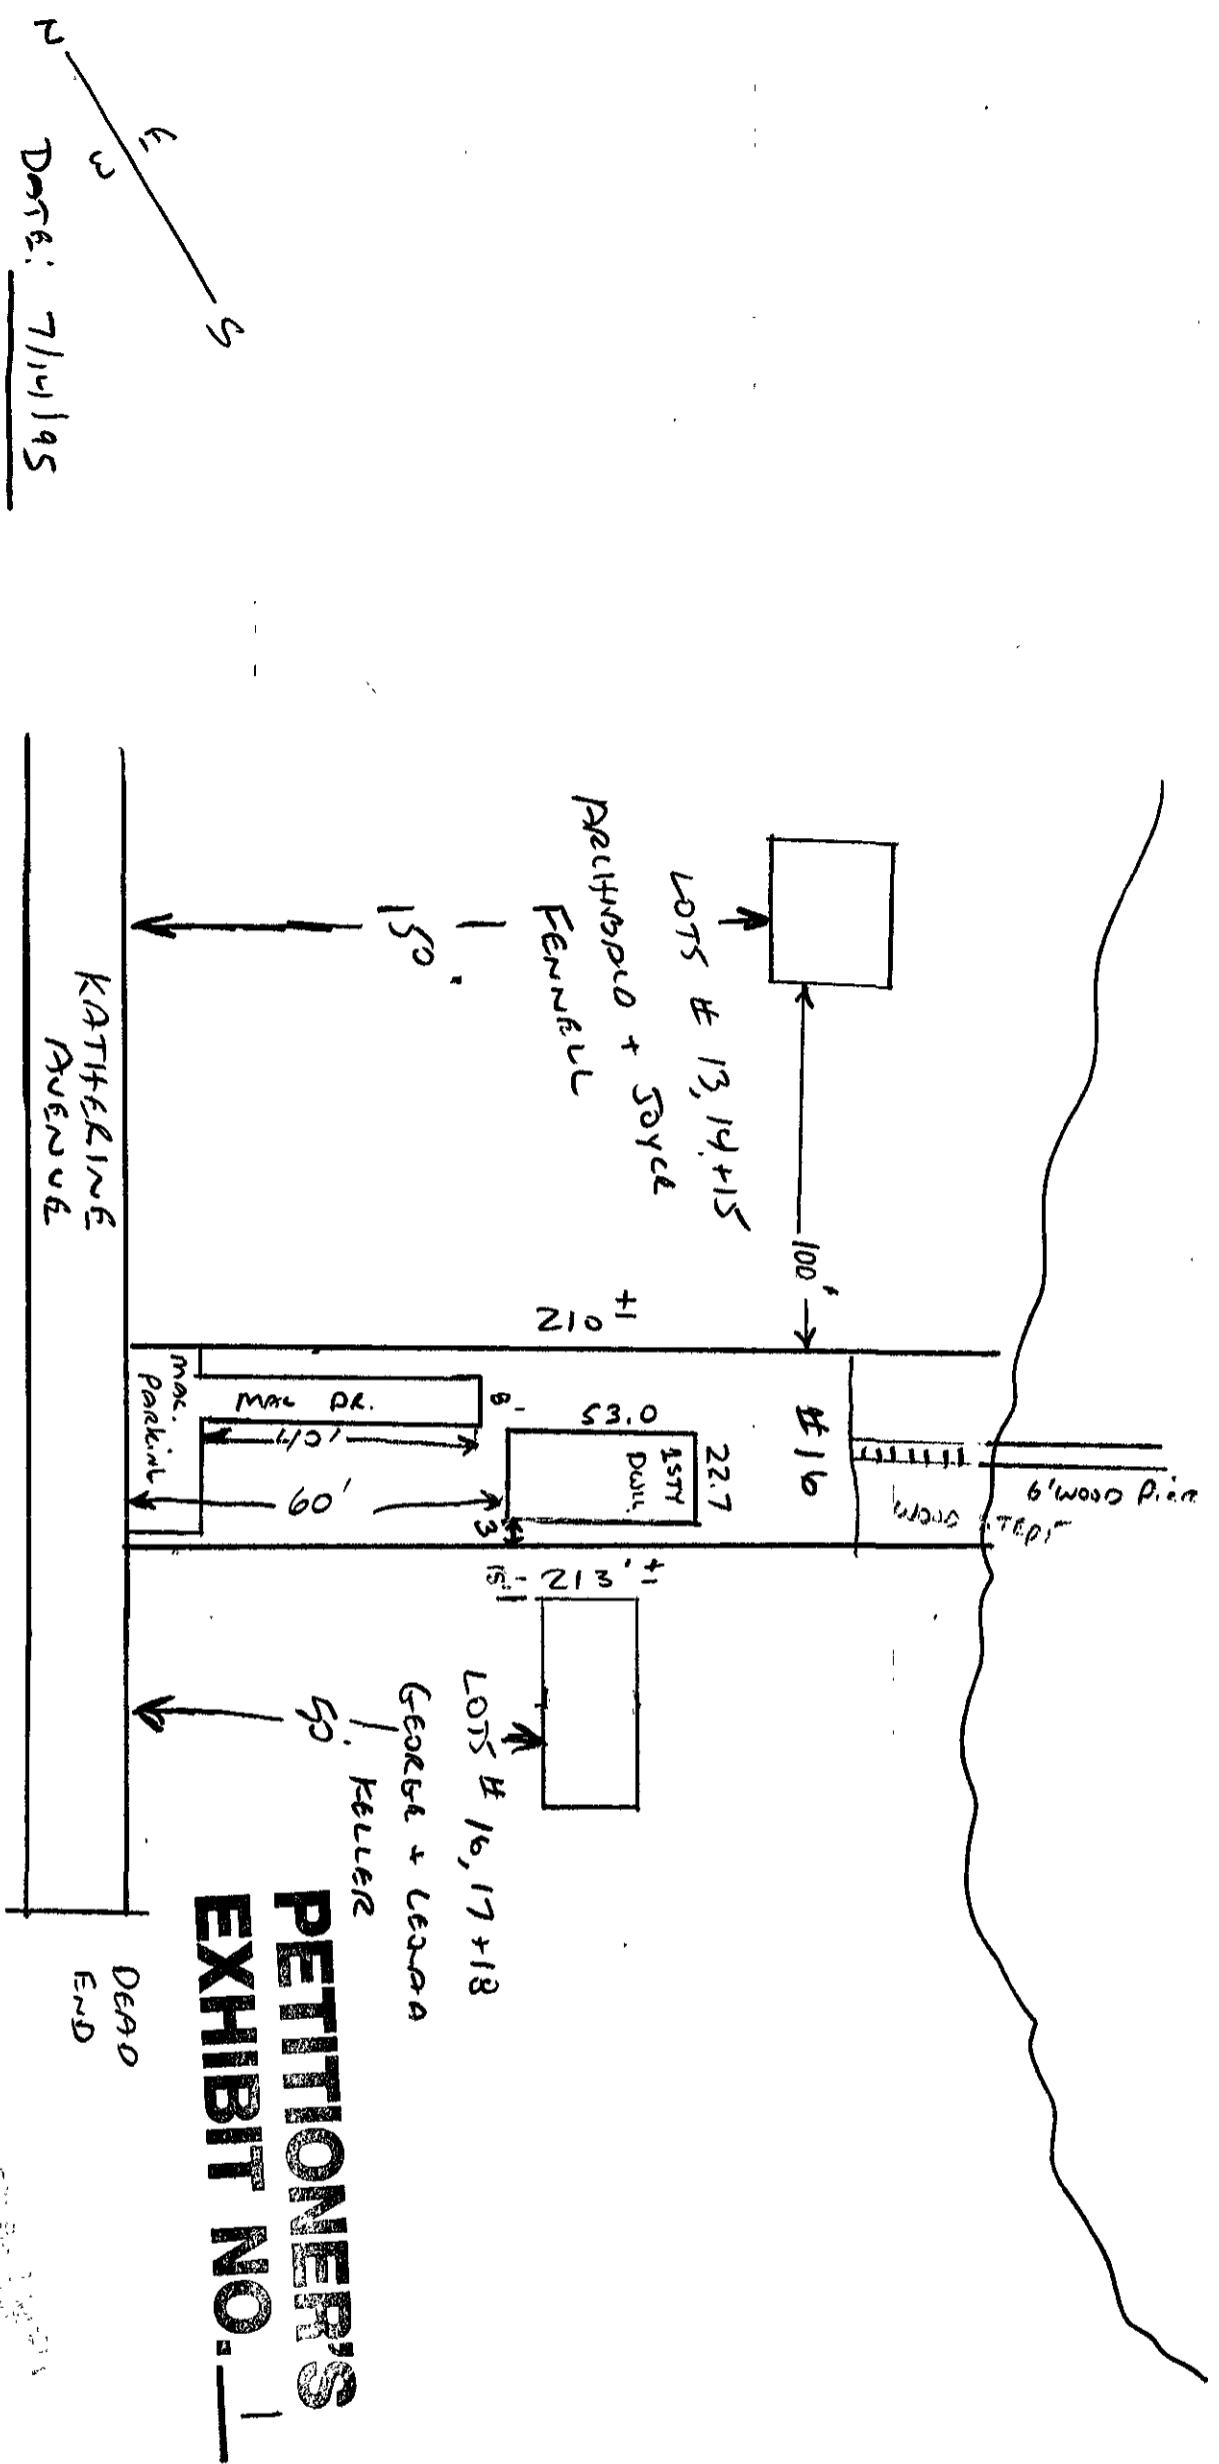 N
E
W
S
DATE: 7/14/95
6' WOOD Pier
WOOD STEPS
#16
100'
LOTS # 13, 14, +15
ARCHIBALD + JOYCE
FENNELL
150'
210 ±
53.0
22.7
1STY
DWLL.
8'
3'
MAC DR.
40'
60'
MAC.
PARKING
213' ±
15'
LOTS # 16, 17 + 18
GEORGE + LEONA
KELLER
50'
KATHERINE
AVENUE
DEAD
END
PETITIONER'S
EXHIBIT NO. 1